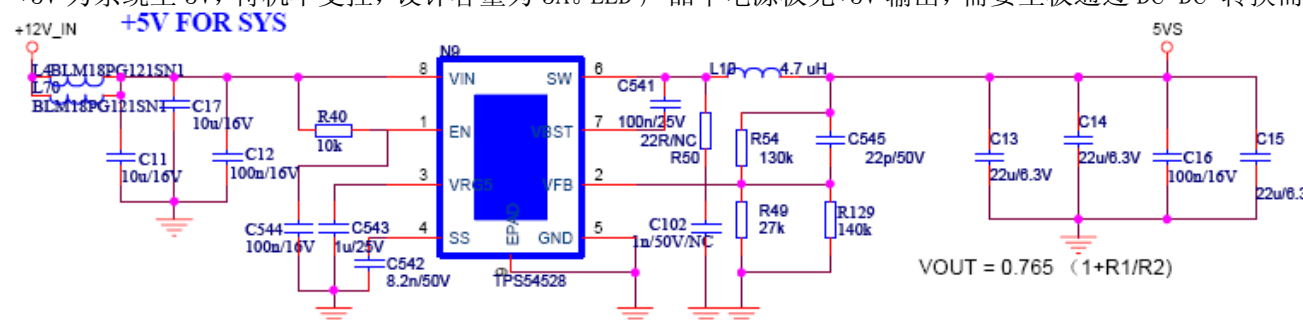 +5V FOR SYS
+12V_IN
5VS
N9
L4BLM18PG121SN1
L70
BLM18PG121SN1
8
VIN
SW
6
L19
4.7 uH
C541
C17
10u/16V
R40
10k
1
EN
VBST
7
100n/25V
22R/NC
R50
R54
130k
C545
22p/50V
C13
22u/6.3V
C14
22u/6.3V
C16
100n/16V
C15
C11
10u/16V
C12
100n/16V
3
VRG5
VFB
2
C544
100n/16V
C543
1u/25V
4
SS
EPAD
GND
5
9
C102
1n/50V/NC
R49
27k
R129
140k
C542
8.2n/50V
TPS54528
VOUT = 0.765 （1+R1/R2)